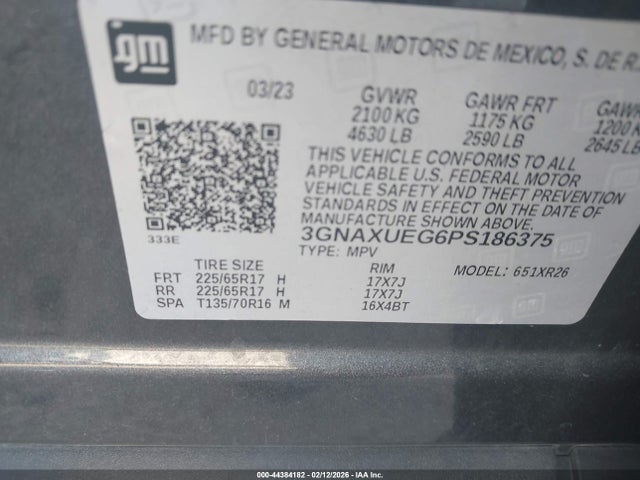 gm MFD BY GENERAL MOTORS DE MEXICO, S. DE R.
03/23 GVWR GAWR FRT GAWR
2100 KG 1175 KG 1200
4630 LB 2590 LB 2645 LB
THIS VEHICLE CONFORMS TO ALL
APPLICABLE U.S. FEDERAL MOTOR
VEHICLE SAFETY AND THEFT PREVENTION
STANDARDS IN EFFECT ON THE DATE OF
MANUFACTURE SHOWN ABOVE.
333E 3GNAXUEG6PS186375
TYPE: MPV
TIRE SIZE RIM MODEL: 651XR26
FRT 225/65R17 H 17X7J
RR 225/65R17 H 17X7J
SPA T135/70R16 M 16X4BT
000-44384182 - 02/12/2026 - IAA Inc.